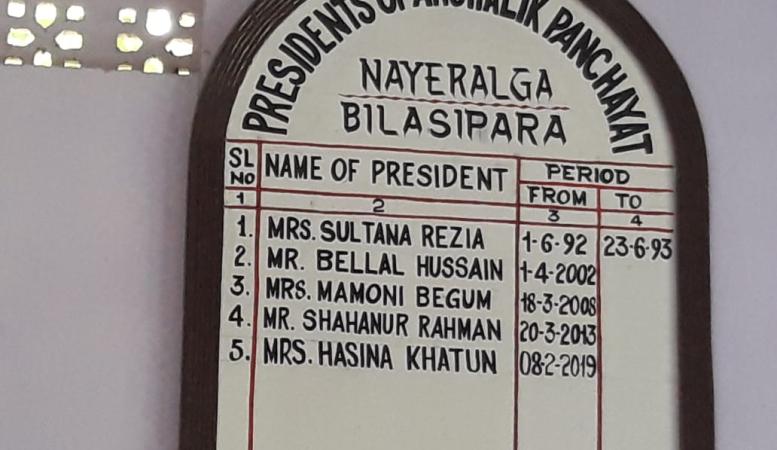 PRESIDENTS OF ANCHALIK PANCHAYAT
NAYERALGA
BILASIPARA
SL NO NAME OF PRESIDENT PERIOD
FROM TO
1 2 3 4
1. MRS. SULTANA REZIA 1-6-92 23-6-93
2. MR. BELLAL HUSSAIN 1-4-2002
3. MRS. MAMONI BEGUM 18-3-2008
4. MR. SHAHANUR RAHMAN 20-3-2013
5. MRS. HASINA KHATUN 08-2-2019